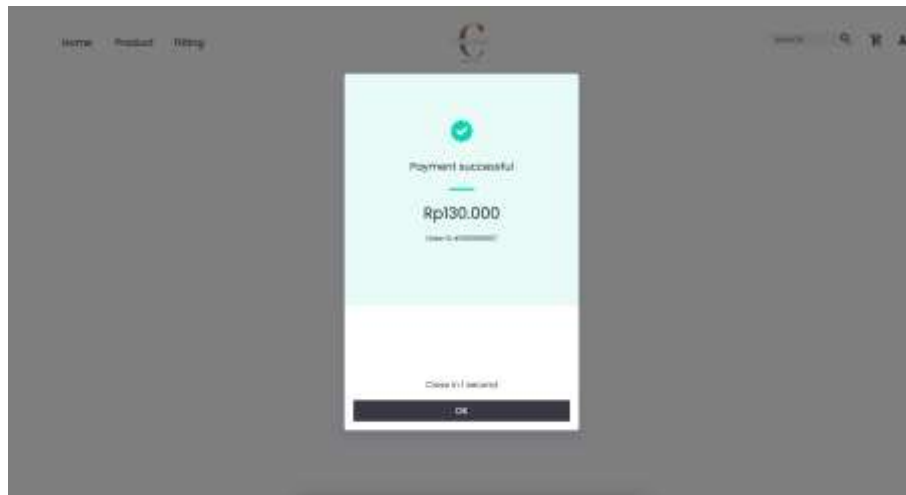 Home Product Fitting
Search
Payment successful
Rp130.000
Close in 1 second
OK